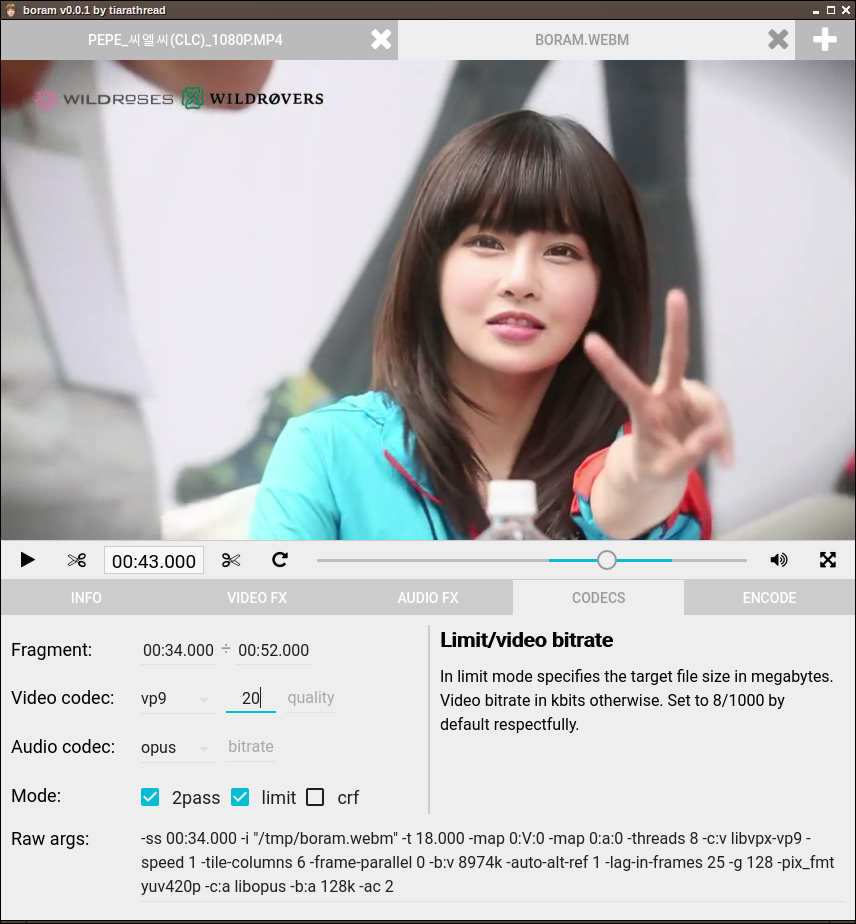 boram v0.0.1 by tiarathread
PEPE_씨엘씨(CLC)_1080P.MP4
BORAM.WEBM
WILDROSES WILDRØVERS
00:43.000
INFO VIDEO FX AUDIO FX CODECS ENCODE
Fragment: 00:34.000 ÷ 00:52.000
Video codec: vp9 20 quality
Audio codec: opus bitrate
Mode: 2pass limit crf
Limit/video bitrate
In limit mode specifies the target file size in megabytes.
Video bitrate in kbits otherwise. Set to 8/1000 by
default respectfully.
Raw args: -ss 00:34.000 -i "/tmp/boram.webm" -t 18.000 -map 0:V:0 -map 0:a:0 -threads 8 -c:v libvpx-vp9 -
speed 1 -tile-columns 6 -frame-parallel 0 -b:v 8974k -auto-alt-ref 1 -lag-in-frames 25 -g 128 -pix_fmt
yuv420p -c:a libopus -b:a 128k -ac 2